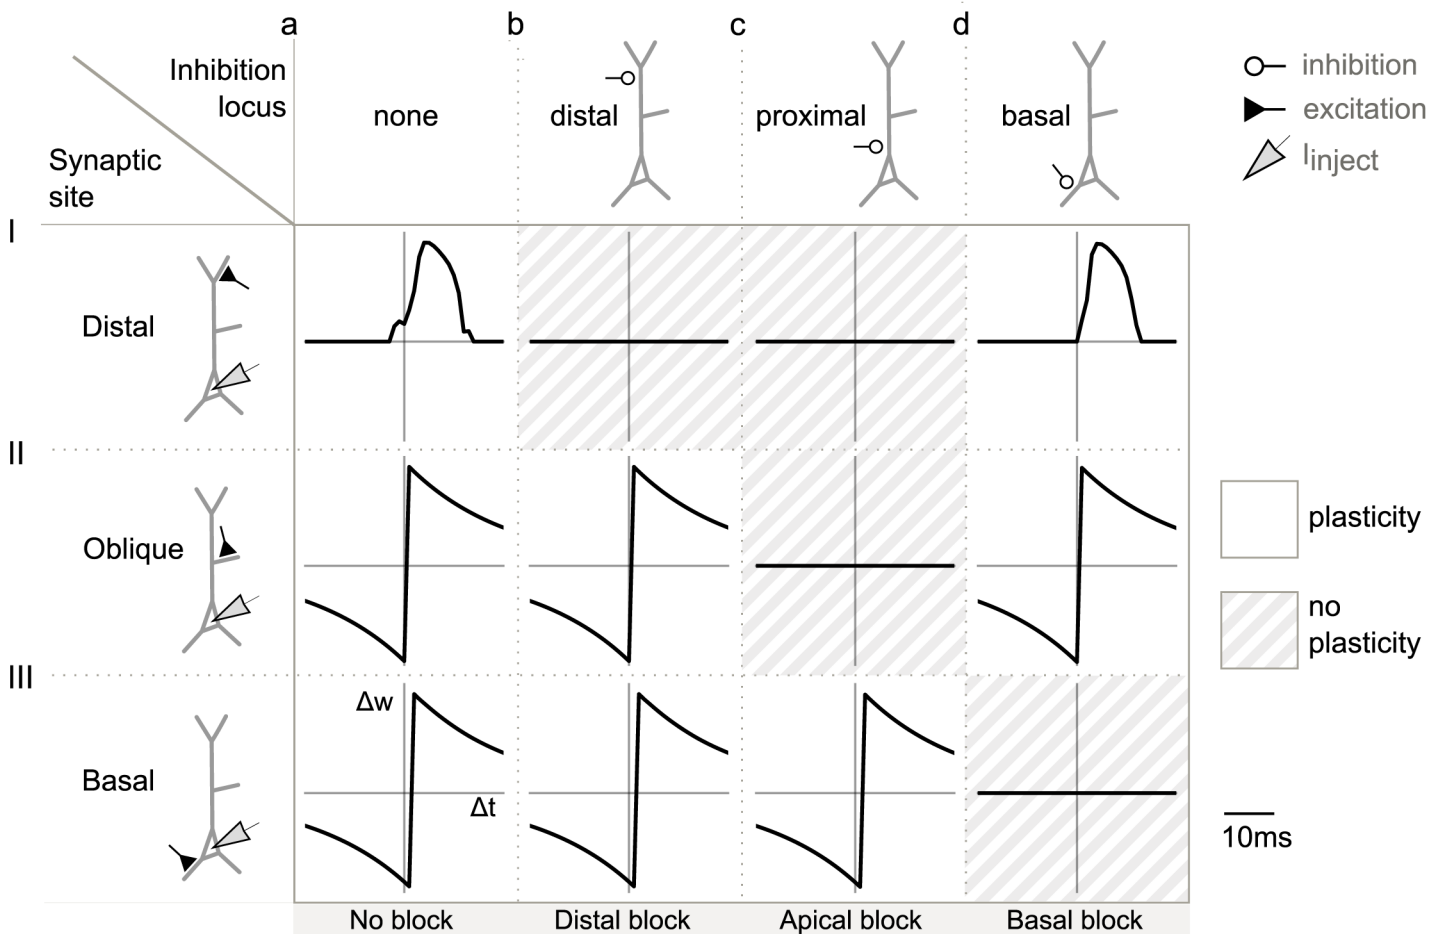 a
b
c
d
Inhibition
locus
Synaptic
site
none
distal
proximal
basal
inhibition
excitation
Iinject
I
Distal
II
Oblique
III
Basal
Δw
Δt
plasticity
no
plasticity
10ms
No block
Distal block
Apical block
Basal block